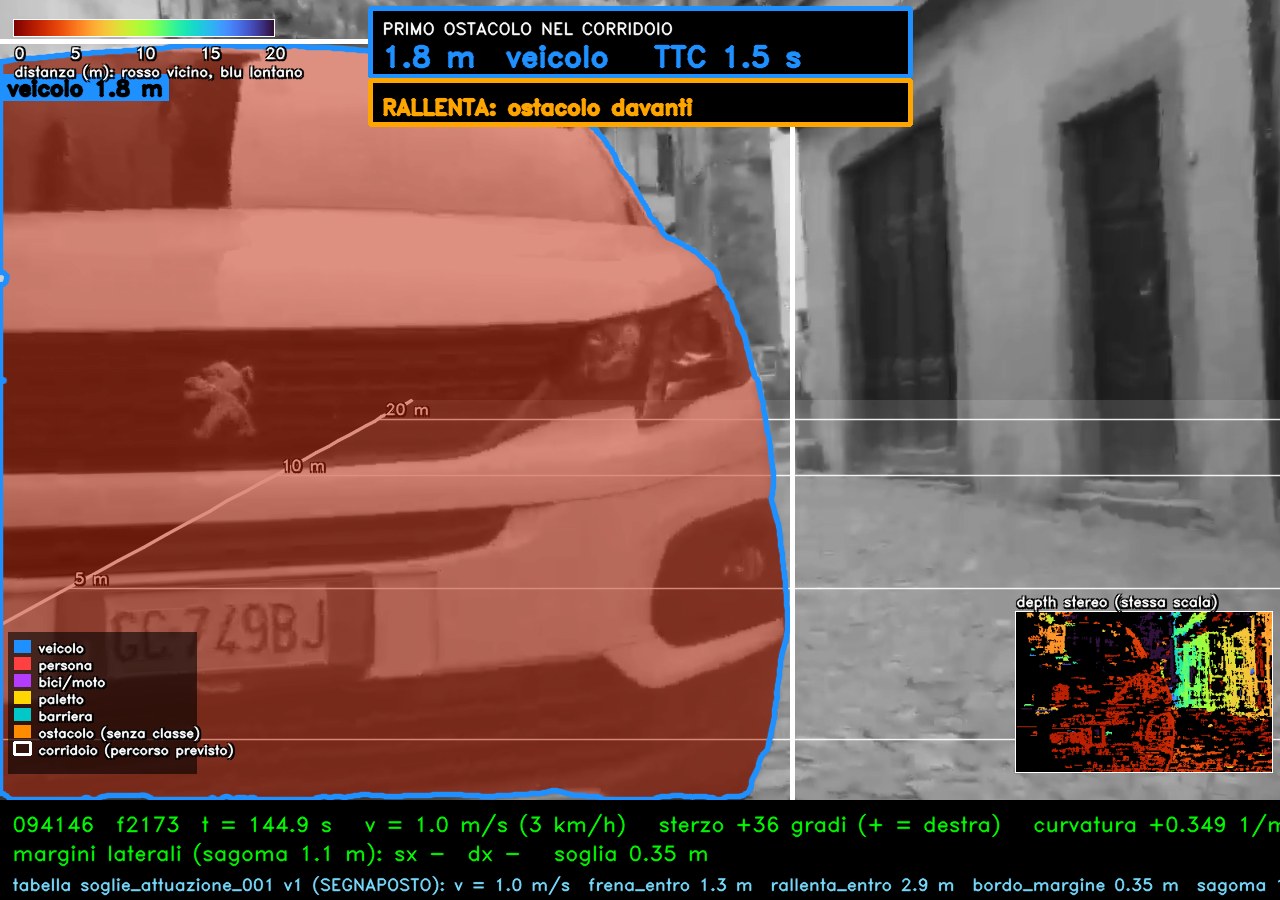 PRIMO OSTACOLO NEL CORRIDOIO
1.8 m veicolo TTC 1.5 s
RALLENTA: ostacolo davanti
0 5 10 15 20
distanza (m): rosso vicino, blu lontano
veicolo 1.8 m
20 m
10 m
5 m
GC 749BJ
depth stereo (stessa scala)
veicolo
persona
bici/moto
paletto
barriera
ostacolo (senza classe)
corridoio (percorso previsto)
094146 f2173 t = 144.9 s v = 1.0 m/s (3 km/h) sterzo +36 gradi (+ = destra) curvatura +0.349 1/m
margini laterali (sagoma 1.1 m): sx - dx - soglia 0.35 m
tabella soglie_attuazione_001 v1 (SEGNAPOSTO): v = 1.0 m/s frena_entro 1.3 m rallenta_entro 2.9 m bordo_margine 0.35 m sagoma